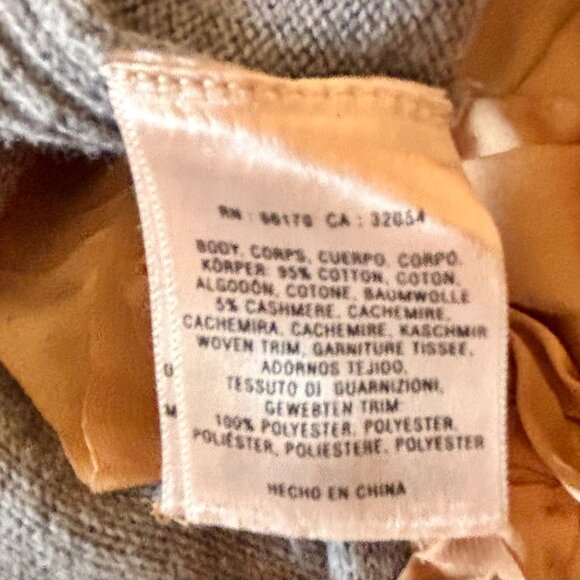 RN : 66170 CA : 32054
BODY, CORPS, CUERPO, CORPO,
KÖRPER: 95% COTTON, COTON,
ALGODÓN, COTONE, BAUMWOLLE
5% CASHMERE, CACHEMIRE,
CACHEMIRA, CACHEMIRE, KASCHMIR
WOVEN TRIM, GARNITURE TISSÉE,
ADORNOS TEJIDO,
TESSUTO DI GUARNIZIONI,
GEWEBTEN TRIM
100% POLYESTER, POLYESTER,
POLIÉSTER, POLIESTERE, POLYESTER
HECHO EN CHINA
M